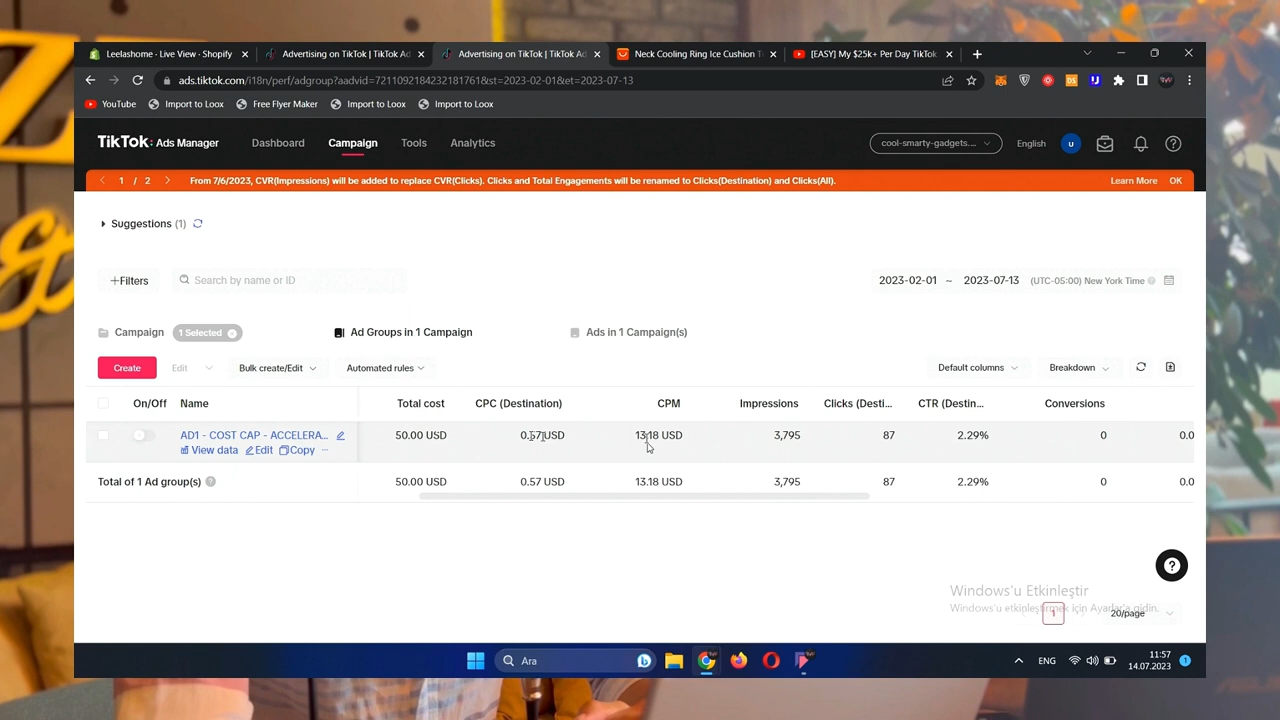 Leelashome · Live View · Shopify
Advertising on TikTok | TikTok Ad
Advertising on TikTok | TikTok Ad
Neck Cooling Ring Ice Cushion T
[EASY] My $25k+ Per Day TikTok
ads.tiktok.com/i18n/perf/adgroup?aadvid=7211092184232181761&st=2023-02-01&et=2023-07-13
YouTube
Import to Loox
Free Flyer Maker
Import to Loox
Import to Loox
TikTok: Ads Manager
Dashboard
Campaign
Tools
Analytics
cool-smarty-gadgets....
English
U
1 / 2
From 7/6/2023, CVR(Impressions) will be added to replace CVR(Clicks). Clicks and Total Engagements will be renamed to Clicks(Destination) and Clicks(All).
Learn More
OK
Suggestions (1)
+Filters
Search by name or ID
2023-02-01 ~ 2023-07-13 (UTC-05:00) New York Time
Campaign
1 Selected
Ad Groups in 1 Campaign
Ads in 1 Campaign(s)
Create
Edit
Bulk create/Edit
Automated rules
Default columns
Breakdown
On/Off Name Total cost CPC (Destination) CPM Impressions Clicks (Desti... CTR (Destin... Conversions
AD1 - COST CAP - ACCELERA... 50.00 USD 0.57 USD 13.18 USD 3,795 87 2.29% 0 0.0
View data Edit Copy ...
Total of 1 Ad group(s) 50.00 USD 0.57 USD 13.18 USD 3,795 87 2.29% 0 0.0
Windows'u Etkinleştir
Windows'u etkinleştirmek için Ayarlar'a gidin.
1
20/page
Ara
ENG
11:57
14.07.2023
1